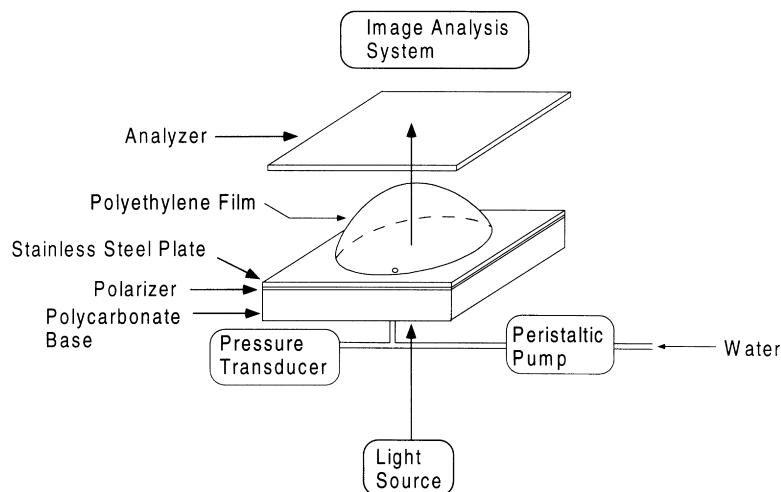 Image Analysis
System
Analyzer
Polyethylene Film
Stainless Steel Plate
Polarizer
Polycarbonate
Base
Pressure
Transducer
Peristaltic
Pump
Water
Light
Source